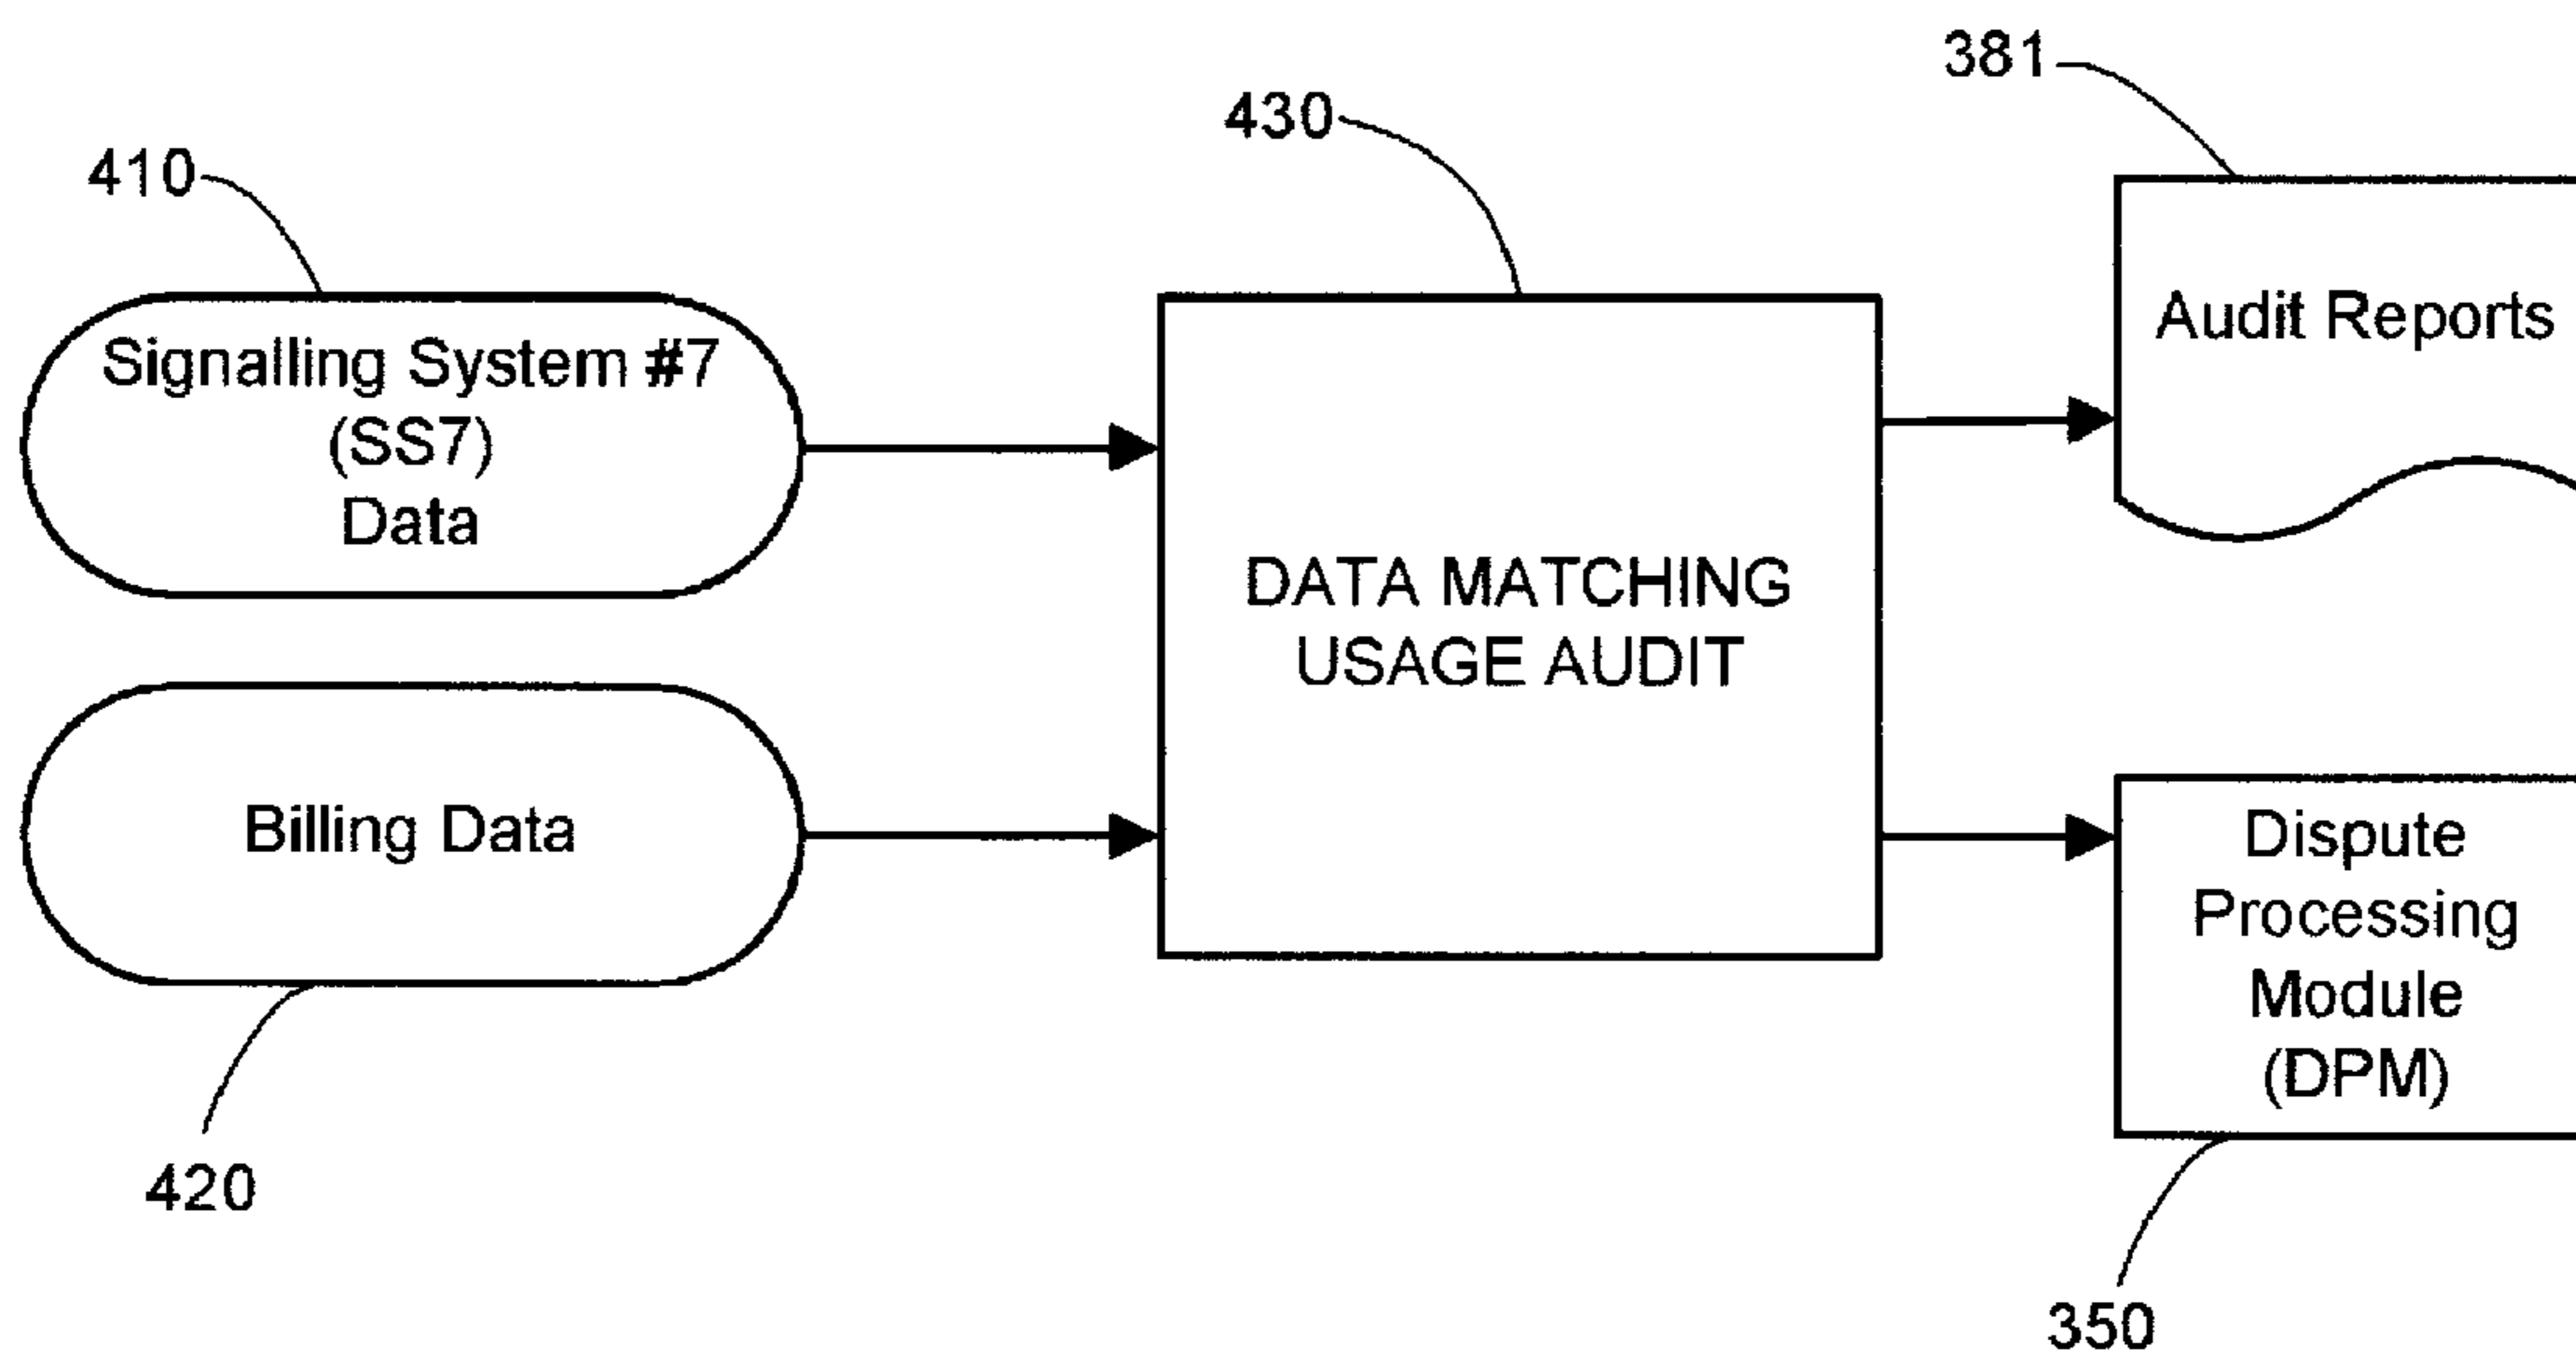 381
430
410
Signalling System #7
(SS7)
Data
Audit Reports
DATA MATCHING
USAGE AUDIT
Billing Data
Dispute
Processing
Module
(DPM)
420
350